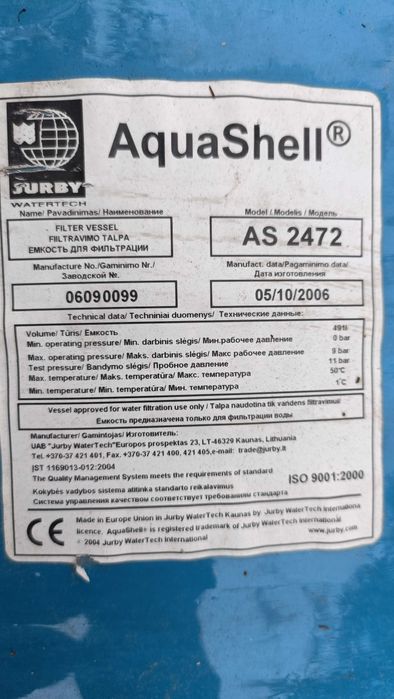 AquaShell®
JURBY
WATERTECH
Name/ Pavadinimas/ Наименование
FILTER VESSEL
FIILTRAVIMO TALPA
ЕМКОСТЬ ДЛЯ ФИЛЬТРАЦИИ
Model / Modelis / Модель
AS 2472
Manufacture No./Gaminimo Nr./
Заводской №.
06090099
Manufact. data/Pagaminimo data/
Дата изготовления
05/10/2006
Technical data/ Techniniai duomenys/ Технические данные:
Volume/ Tūris/ Емкость 491l
Min. operating pressure/ Min. darbinis slėgis/ Мин.рабочее давление 0 bar
Max. operating pressure/ Maks. darbinis slėgis/ Макс рабочее давление 9 bar
Test pressure/ Bandymo slėgis/ Пробное давление 11 bar
Max. temperature/ Maks. temperatūra/ Макс. температура 50°C
Min. temperature/ Min. temperatūra/ Мин. температура 1°C
Vessel approved for water filtration use only / Talpa naudotina tik vandens filtravimui
Емкость предназначена только для фильтрации воды
Manufacturer/ Gamintojas/ Изготовитель:
UAB "Jurby WaterTech"Europos prospektas 23, LT-46329 Kaunas, Lithuania
Tel. +370-37 421 401, Fax. +370-37 421 400, 421 405,e-mail: trade@jurby.lt
IST 1169013-012:2004
The Quality Management System meets the requirements of standard
Kokybės vadybos sistema atitinka standarto reikalavimus
Система управления качеством соответствует требованиям стандарта
ISO 9001:2000
CE
Made in Europe Union in Jurby WaterTech Kaunas by Jurby WaterTech Internationa
licence. AquaShell® is registered trademark of Jurby WaterTech International
© 2004 Jurby WaterTech International
www.jurby.com